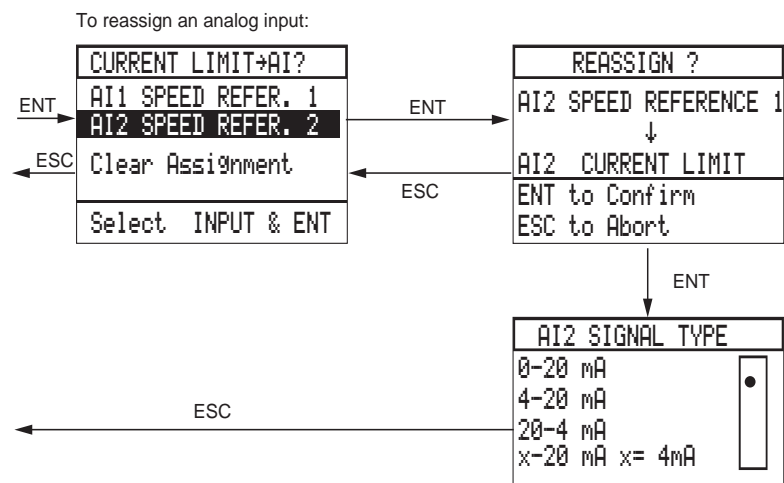 To reassign an analog input:
CURRENT LIMIT→AI?
AI1 SPEED REFER. 1
AI2 SPEED REFER. 2
Clear Assignment
Select INPUT & ENT
ENT
ESC
ENT
ESC
REASSIGN ?
AI2 SPEED REFERENCE 1
↓
AI2 CURRENT LIMIT
ENT to Confirm
ESC to Abort
ENT
AI2 SIGNAL TYPE
0-20 mA
4-20 mA
20-4 mA
x-20 mA x= 4mA
ESC